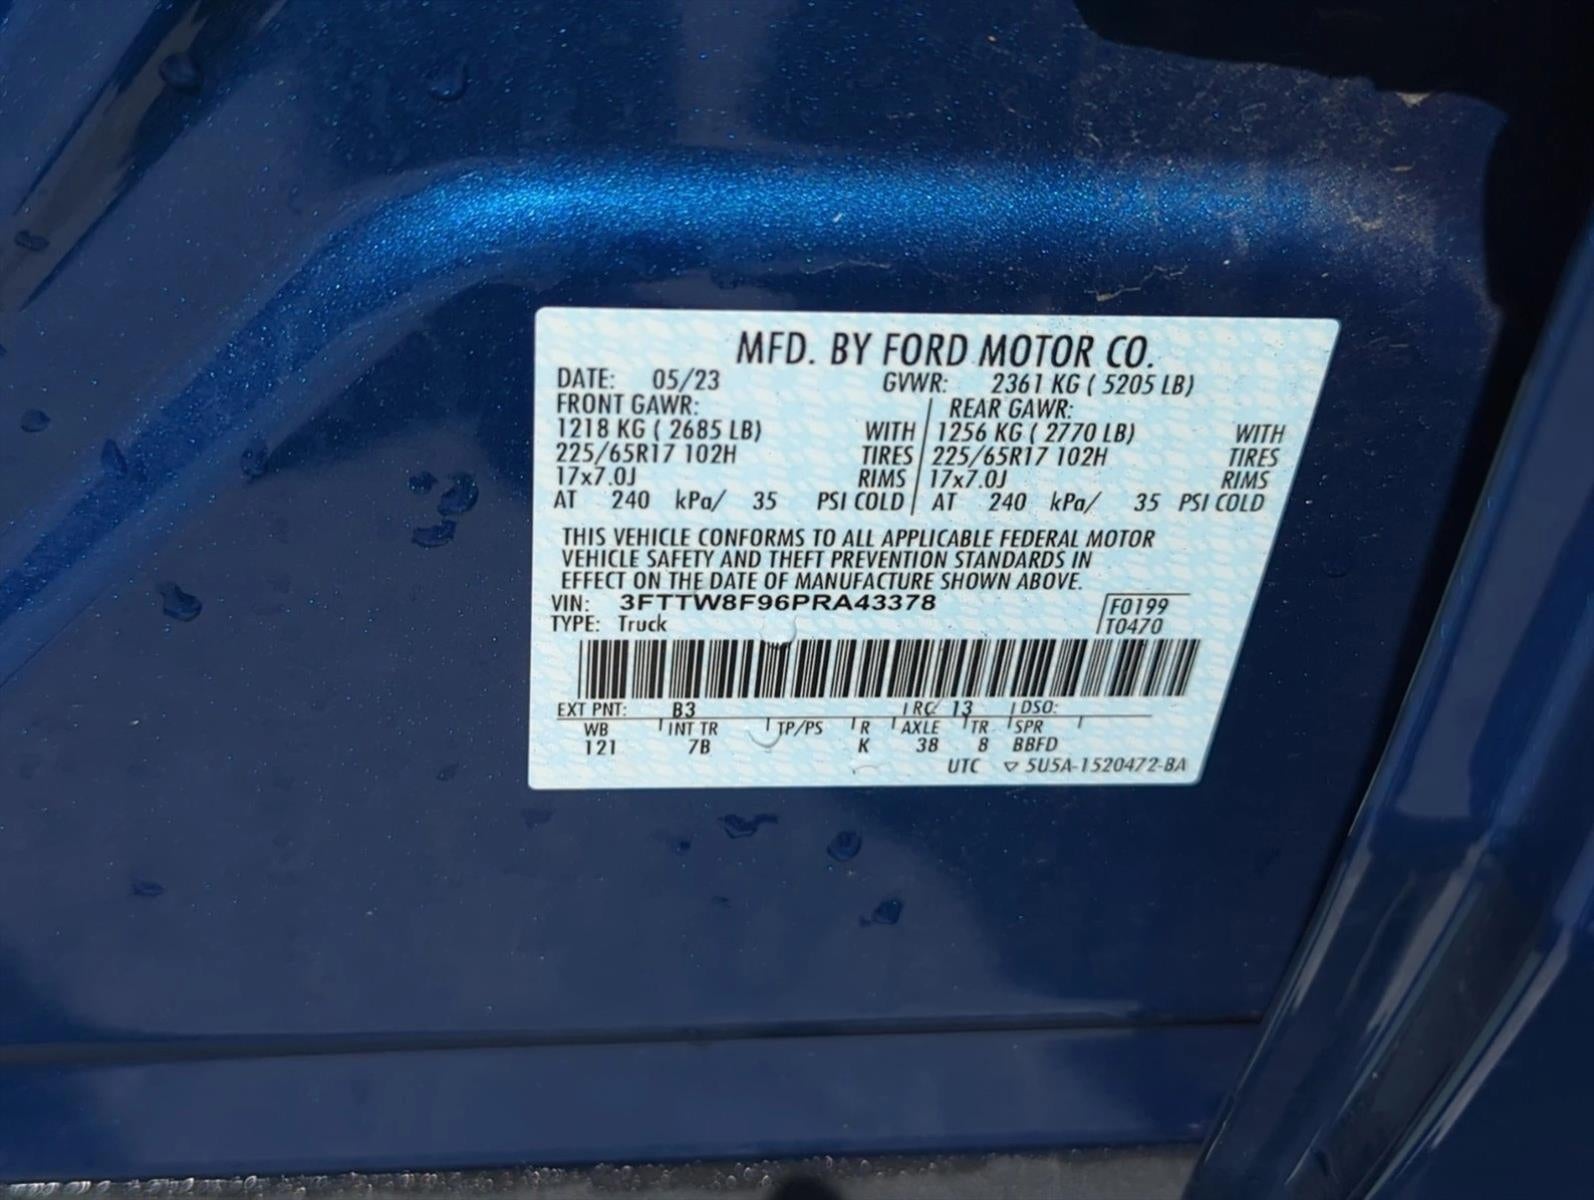 MFD. BY FORD MOTOR CO.
DATE: 05/23 GVWR: 2361 KG ( 5205 LB)
FRONT GAWR: REAR GAWR:
1218 KG ( 2685 LB) WITH 1256 KG ( 2770 LB) WITH
225/65R17 102H TIRES 225/65R17 102H TIRES
17x7.0J RIMS 17x7.0J RIMS
AT 240 kPa/ 35 PSI COLD AT 240 kPa/ 35 PSI COLD
THIS VEHICLE CONFORMS TO ALL APPLICABLE FEDERAL MOTOR
VEHICLE SAFETY AND THEFT PREVENTION STANDARDS IN
EFFECT ON THE DATE OF MANUFACTURE SHOWN ABOVE.
VIN: 3FTTW8F96PRA43378 F0199
TYPE: Truck T0470
EXT PNT: B3 RC: 13 DSO:
WB INT TR TP/PS R AXLE TR SPR
121 7B K 38 8 BBFD
UTC ▽ 5U5A-1520472-BA